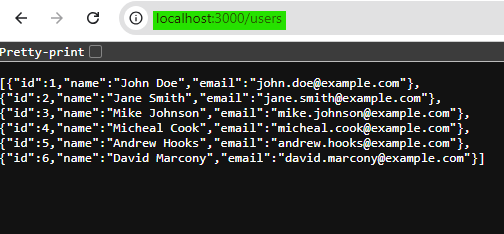 localhost:3000/users
Pretty-print
[{"id":1,"name":"John Doe","email":"john.doe@example.com"},
{"id":2,"name":"Jane Smith","email":"jane.smith@example.com"},
{"id":3,"name":"Mike Johnson","email":"mike.johnson@example.com"},
{"id":4,"name":"Micheal Cook","email":"micheal.cook@example.com"},
{"id":5,"name":"Andrew Hooks","email":"andrew.hooks@example.com"},
{"id":6,"name":"David Marcony","email":"david.marcony@example.com"}]